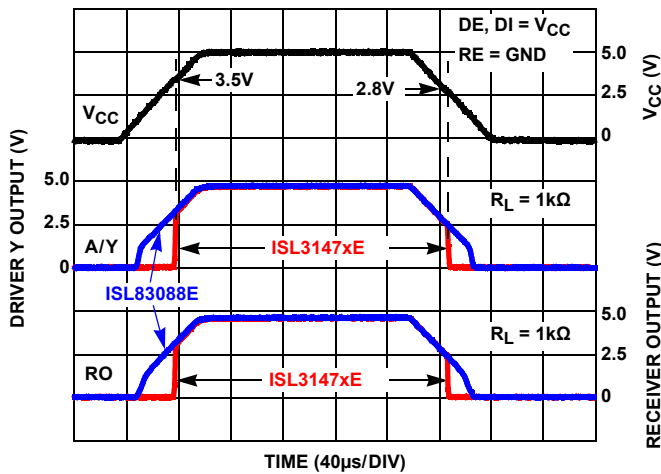 DE, DI = VCC
RE = GND
5.0
2.5
0
VCC (V)
3.5V
2.8V
VCC
DRIVER Y OUTPUT (V)
5.0
2.5
0
A/Y
RL = 1kΩ
ISL3147xE
ISL83088E
RL = 1kΩ
RO
ISL3147xE
5.0
2.5
0
RECEIVER OUTPUT (V)
TIME (40µs/DIV)